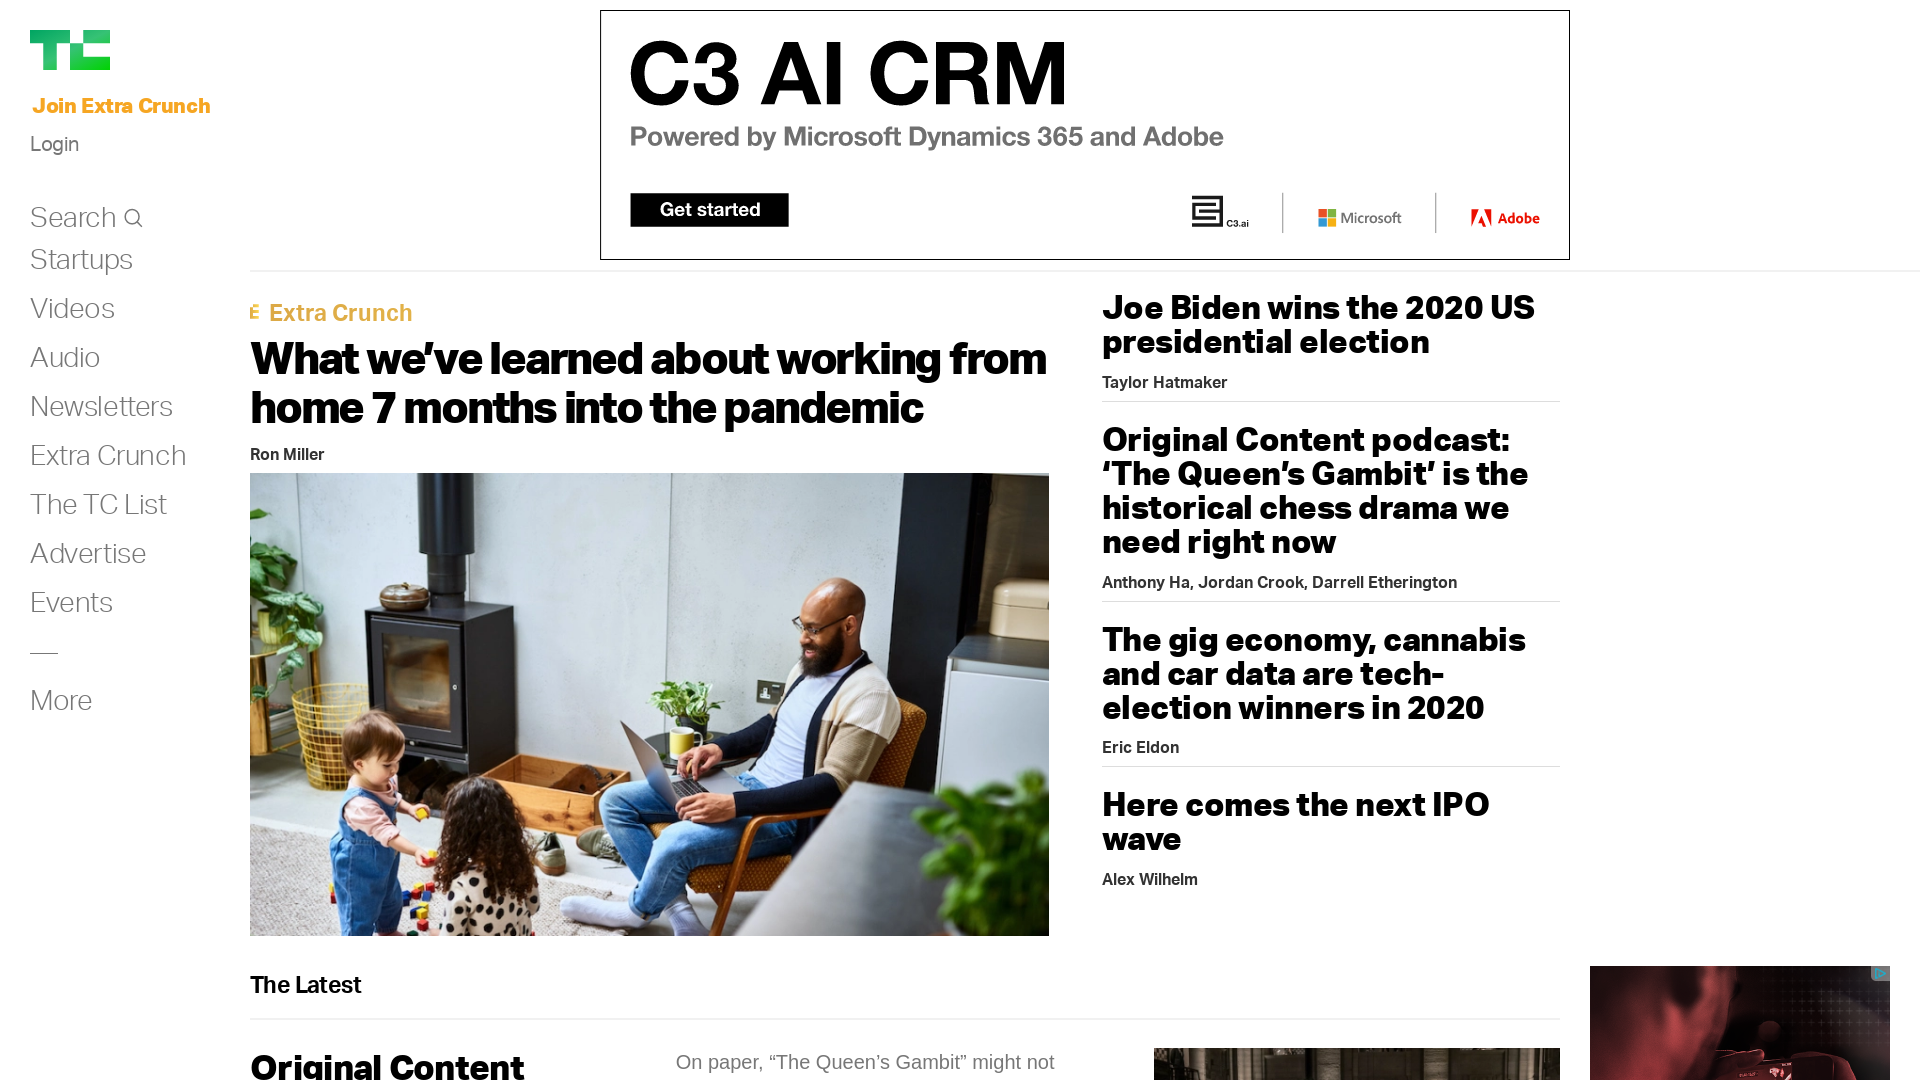 TC
Join Extra Crunch
Login
Search
Startups
Videos
Audio
Newsletters
Extra Crunch
The TC List
Advertise
Events
—
More
C3 AI CRM
Powered by Microsoft Dynamics 365 and Adobe
Get started
C3.ai
Microsoft
Adobe
Extra Crunch
What we’ve learned about working from
home 7 months into the pandemic
Ron Miller
Joe Biden wins the 2020 US
presidential election
Taylor Hatmaker
Original Content podcast:
‘The Queen’s Gambit’ is the
historical chess drama we
need right now
Anthony Ha, Jordan Crook, Darrell Etherington
The gig economy, cannabis
and car data are tech-
election winners in 2020
Eric Eldon
Here comes the next IPO
wave
Alex Wilhelm
The Latest
Original Content
On paper, “The Queen’s Gambit” might not